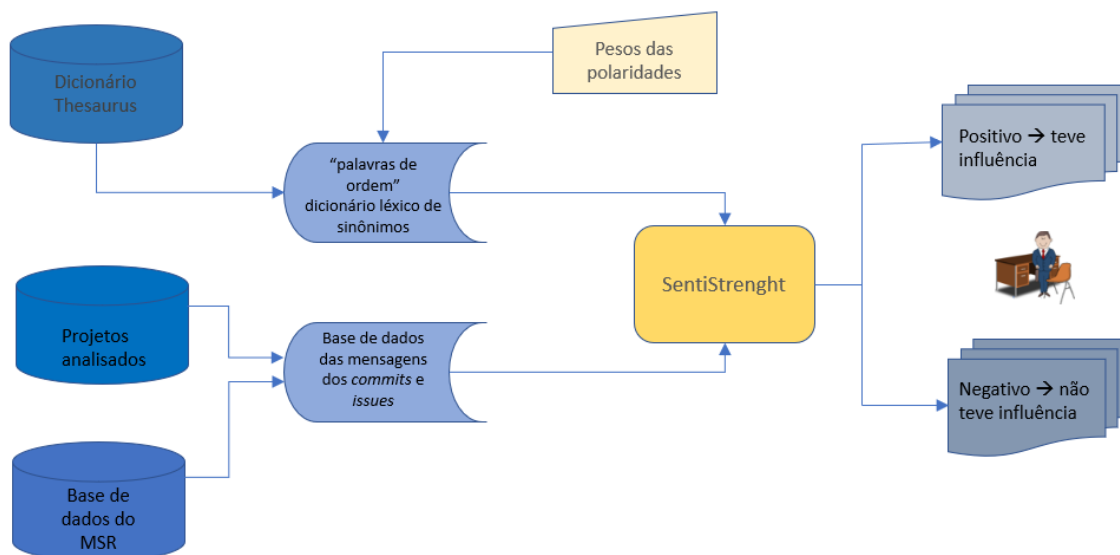 Dicionário
Thesaurus
Pesos das
polaridades
“palavras de
ordem”
dicionário léxico de
sinônimos
Positivo → teve
influência
SentiStrenght
Projetos
analisados
Base de dados
das mensagens
dos commits e
issues
Negativo → não
teve influência
Base de
dados do
MSR